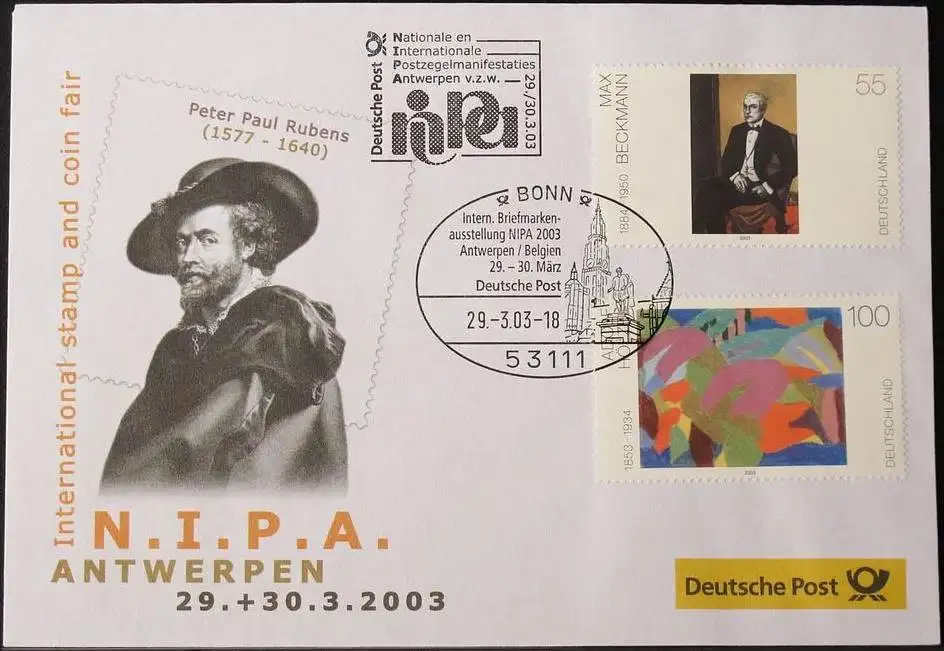 International stamp and coin fair
Peter Paul Rubens
(1577 - 1640)
N.I.P.A.
ANTWERPEN
29.+30.3.2003
Deutsche Post
Nationale en
Internationale
Postzegelmanifestaties
Antwerpen v.z.w.
nipa
29./30.3.03
BONN
Intern. Briefmarken-
ausstellung NIPA 2003
Antwerpen / Belgien
29. – 30. März
Deutsche Post
29.-3.03-18
53111
MAX
1884 - 1950 BECKMANN
55
DEUTSCHLAND
2003
1853 - 1934
100
DEUTSCHLAND
2003
Deutsche Post